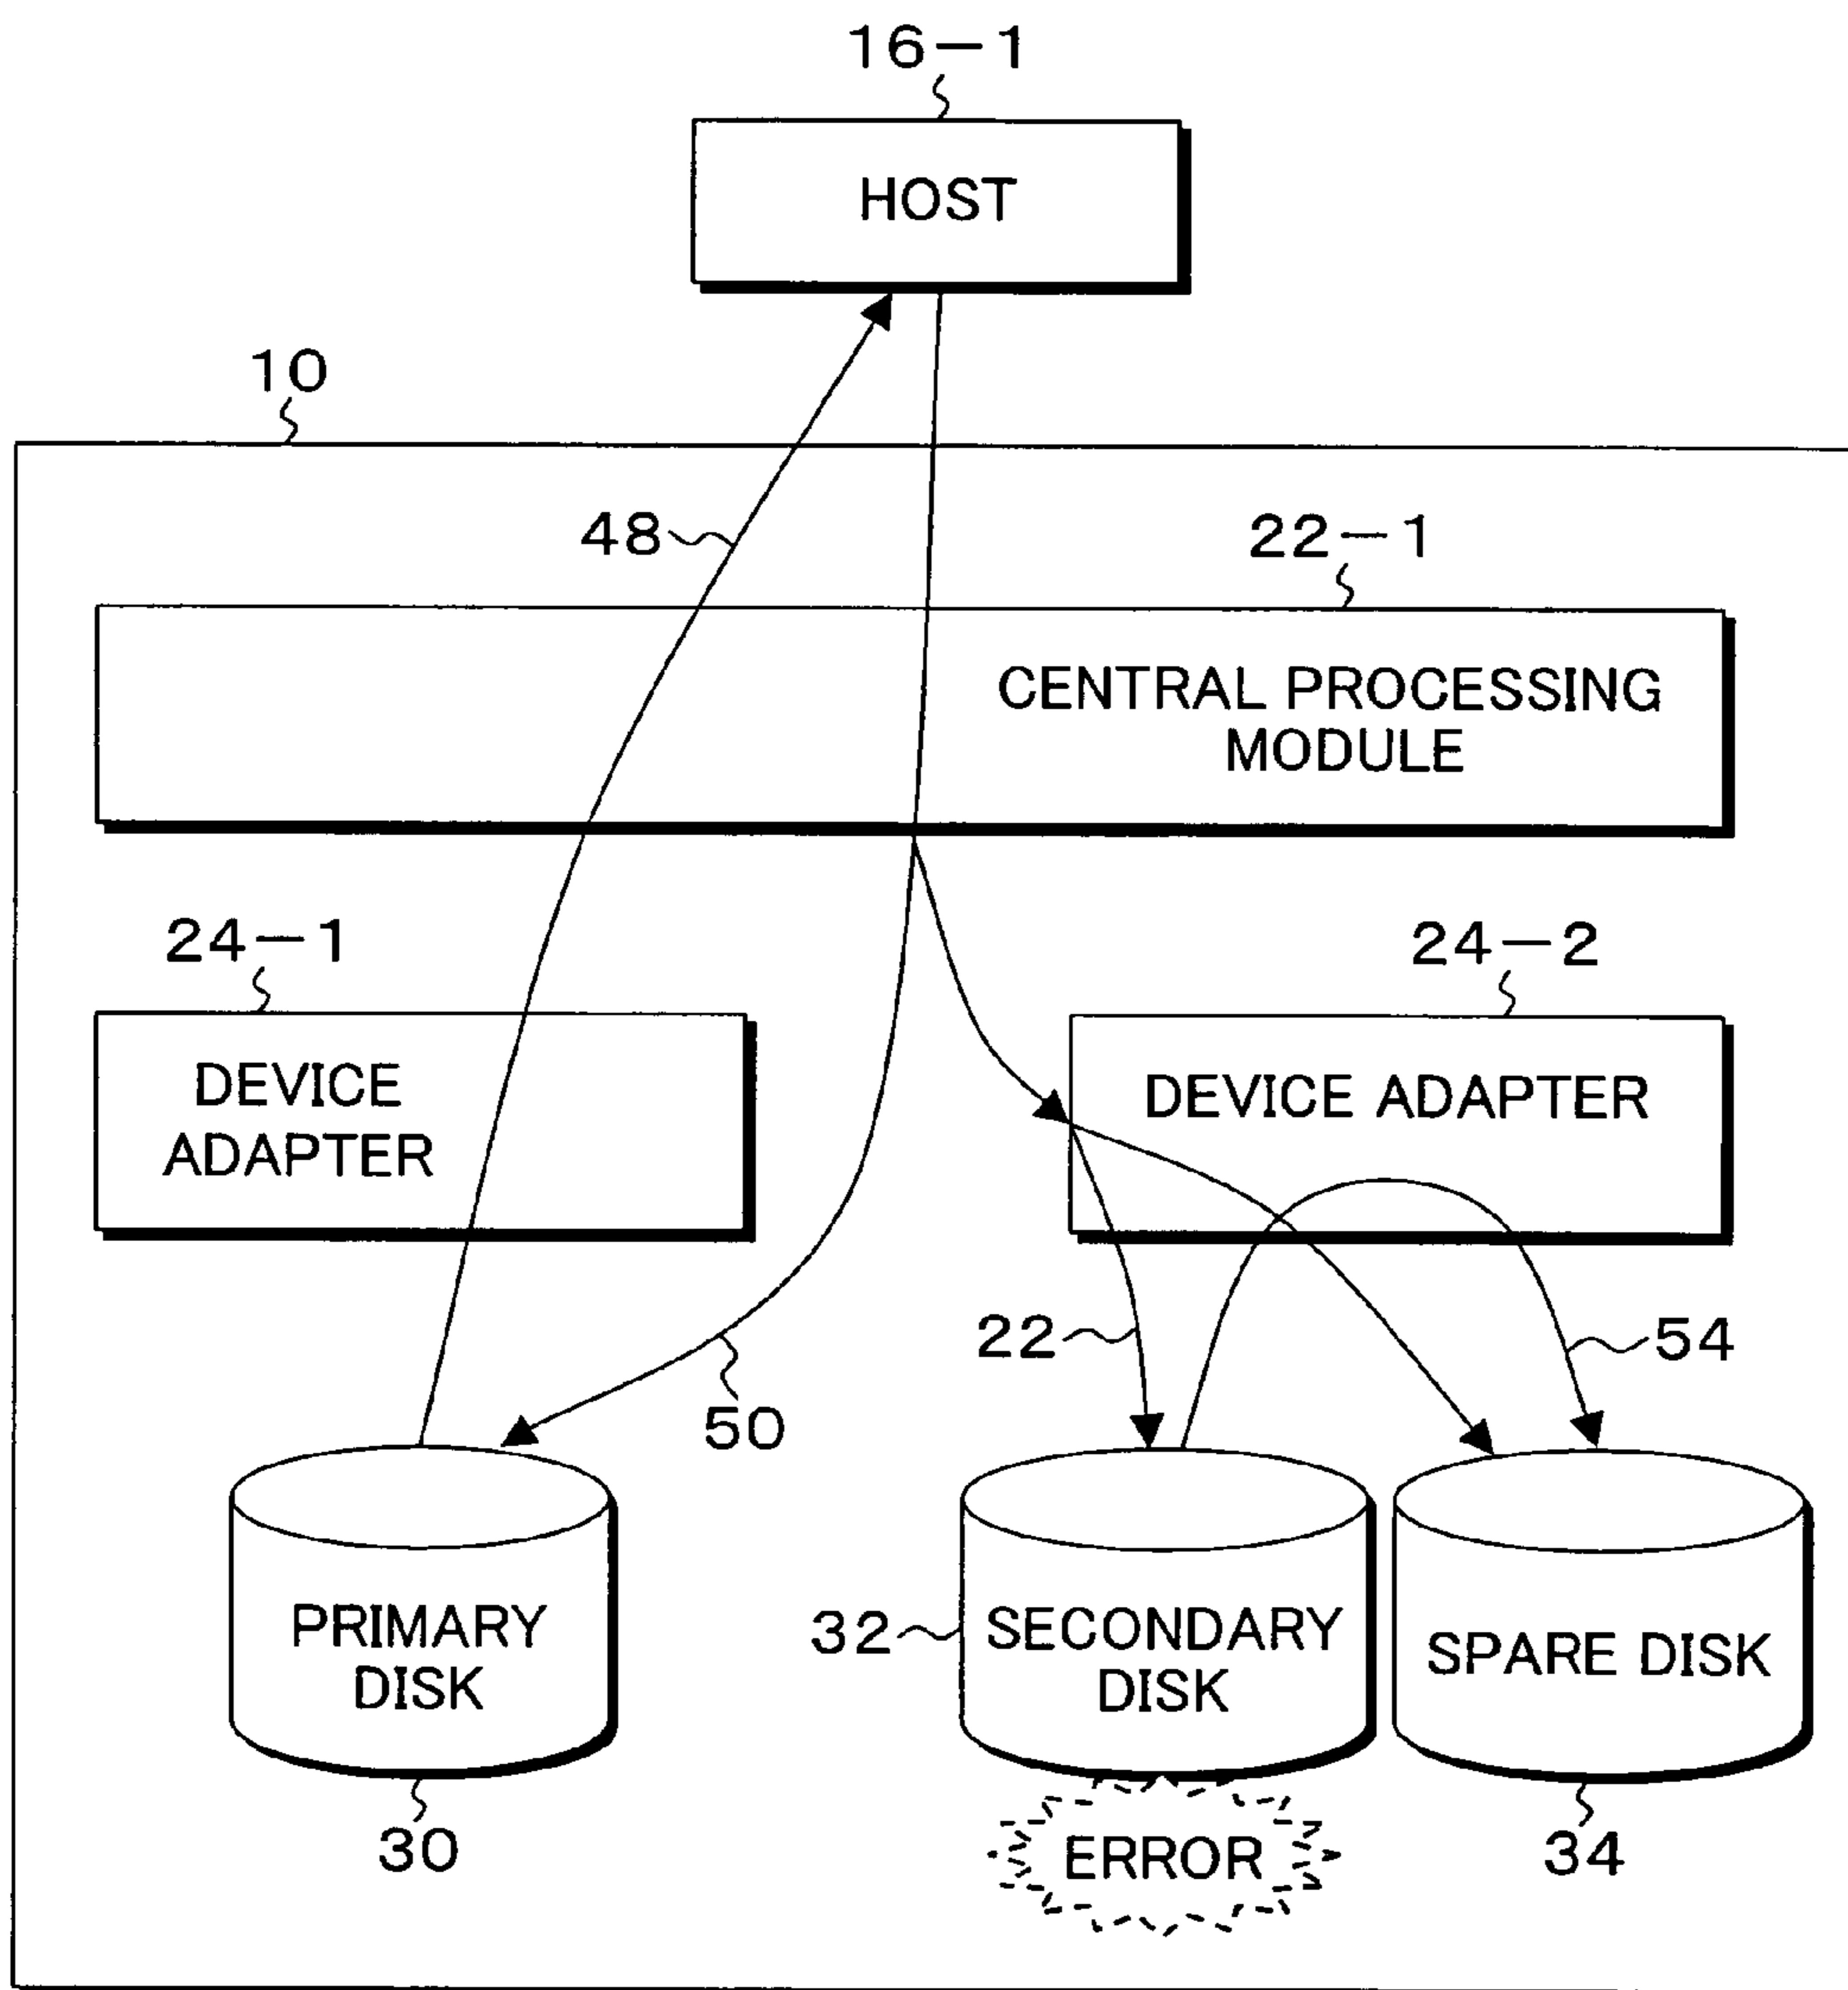 16-1
HOST
10
48
22-1
CENTRAL PROCESSING
MODULE
24-1
24-2
DEVICE
ADAPTER
DEVICE ADAPTER
22
54
50
PRIMARY
DISK
32
SECONDARY
DISK
SPARE DISK
30
ERROR
34